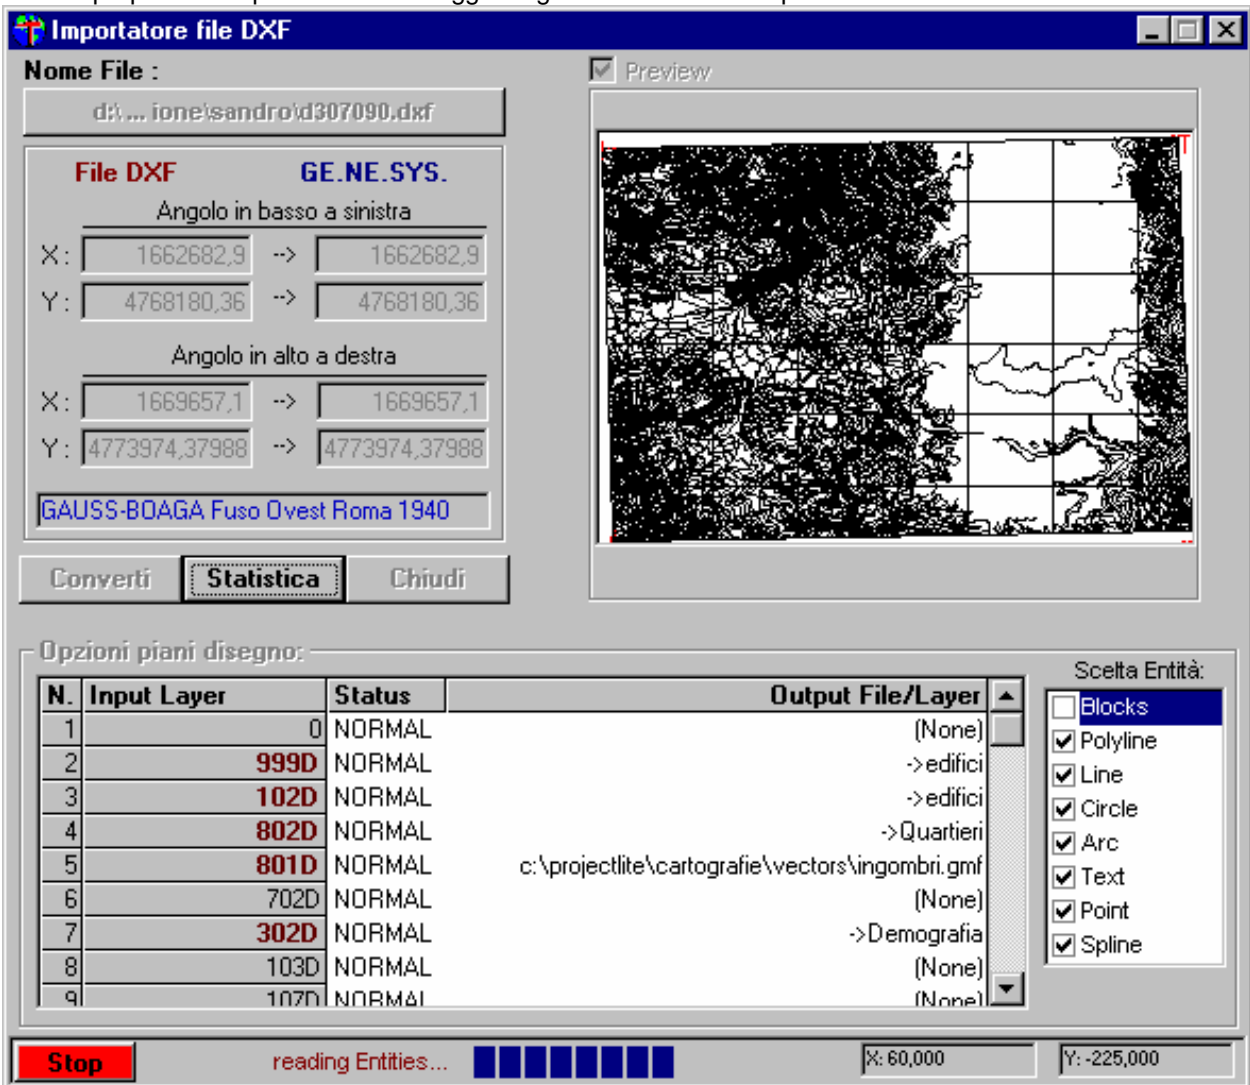 Importatore file DXF
Nome File :
d:\ ... ione\sandro\d307090.dxf
Preview
File DXF GE.NE.SYS.
Angolo in basso a sinistra
X : 1662682,9 --> 1662682,9
Y : 4768180,36 --> 4768180,36
Angolo in alto a destra
X : 1669657,1 --> 1669657,1
Y : 4773974,37988 --> 4773974,37988
GAUSS-BOAGA Fuso Ovest Roma 1940
Converti Statistica Chiudi
Opzioni piani disegno:
N. Input Layer Status Output File/Layer
1 0 NORMAL (None)
2 999D NORMAL ->edifici
3 102D NORMAL ->edifici
4 802D NORMAL ->Quartieri
5 801D NORMAL c:\projectlite\cartografie\vectors\ingombri.gmf
6 702D NORMAL (None)
7 302D NORMAL ->Demografia
8 103D NORMAL (None)
9 107D NORMAL (None)
Scelta Entità:
Blocks
Polyline
Line
Circle
Arc
Text
Point
Spline
Stop reading Entities... X: 60,000 Y: -225,000